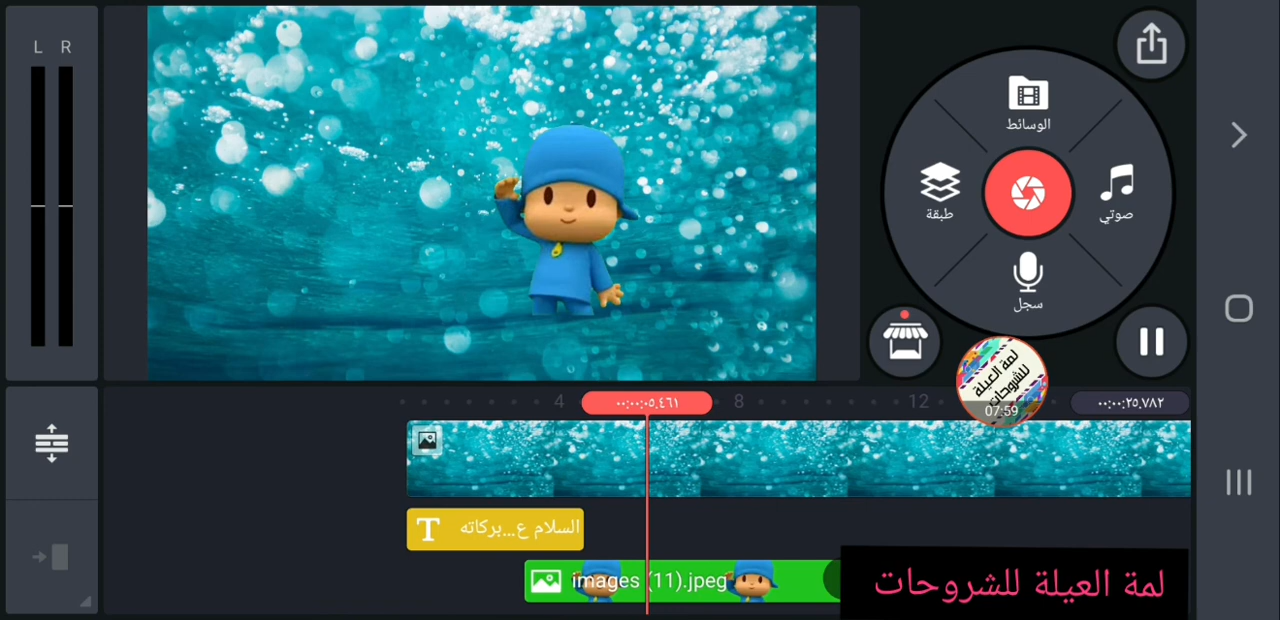 L R
الوسائط
طبقة
صوتي
سجل
لمة العيلة
للشروحات
07:59
4
٠٠:٠٠:٠٥,٤٦١
8
12
٠٠:٠٠:٢٥,٧٨٢
T
السلام ع...بركاته
images (11).jpeg
لمة العيلة للشروحات